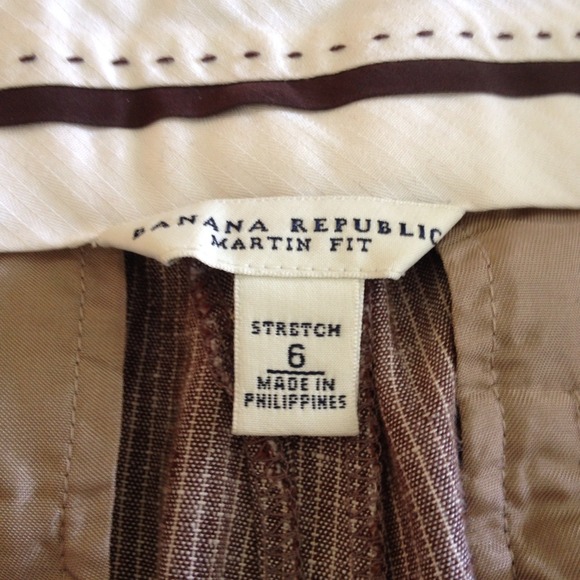 BANANA REPUBLIC
MARTIN FIT
STRETCH
6
MADE IN
PHILIPPINES